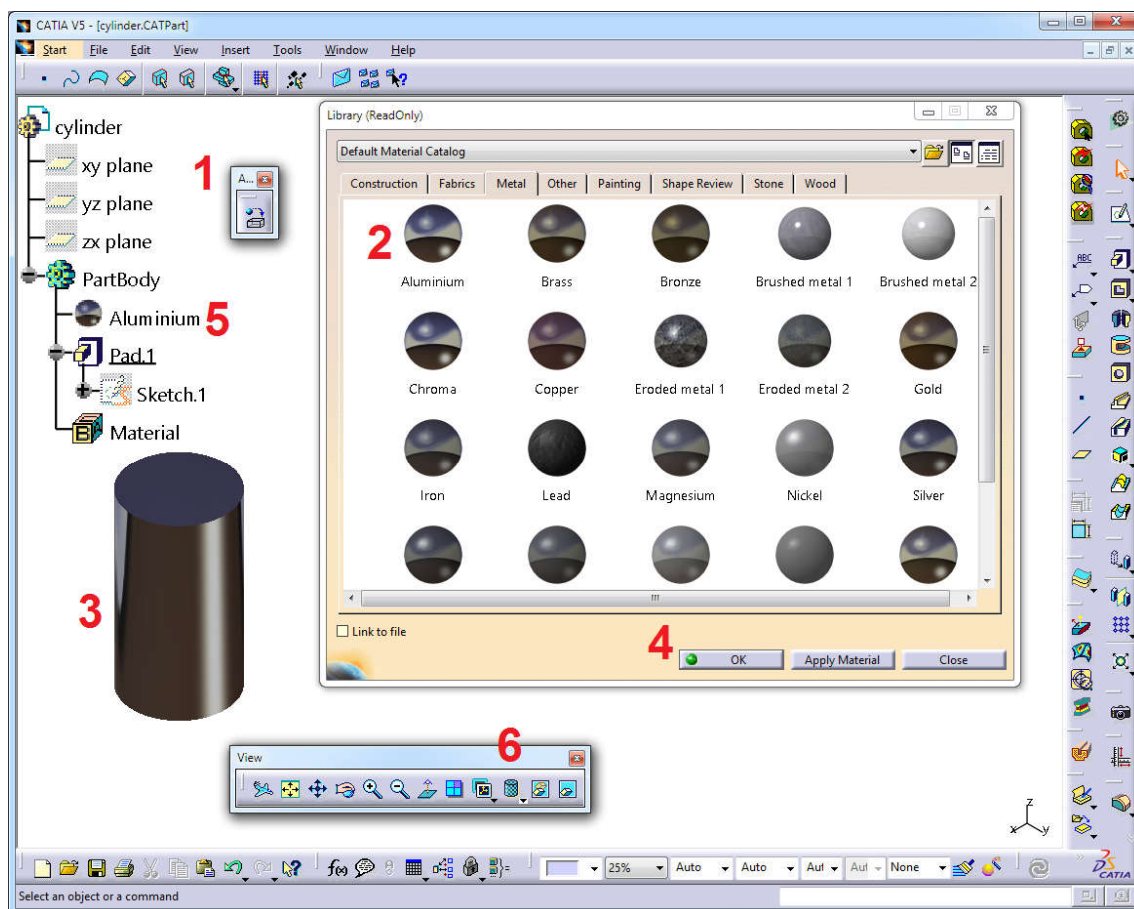 CATIA V5 - [cylinder.CATPart]
Start File Edit View Insert Tools Window Help
Library (ReadOnly)
cylinder
Default Material Catalog
xy plane
1
A...
Construction Fabrics Metal Other Painting Shape Review Stone Wood
yz plane
zx plane
2
PartBody
Aluminium Brass Bronze Brushed metal 1 Brushed metal 2
ABC
Aluminium 5
Pad.1
Sketch.1
Chroma Copper Eroded metal 1 Eroded metal 2 Gold
B Material
Iron Lead Magnesium Nickel Silver
3
Link to file
4
OK Apply Material Close
6
View
z
x y
f(x) 25% Auto Auto Aut Aut None
CATIA
Select an object or a command